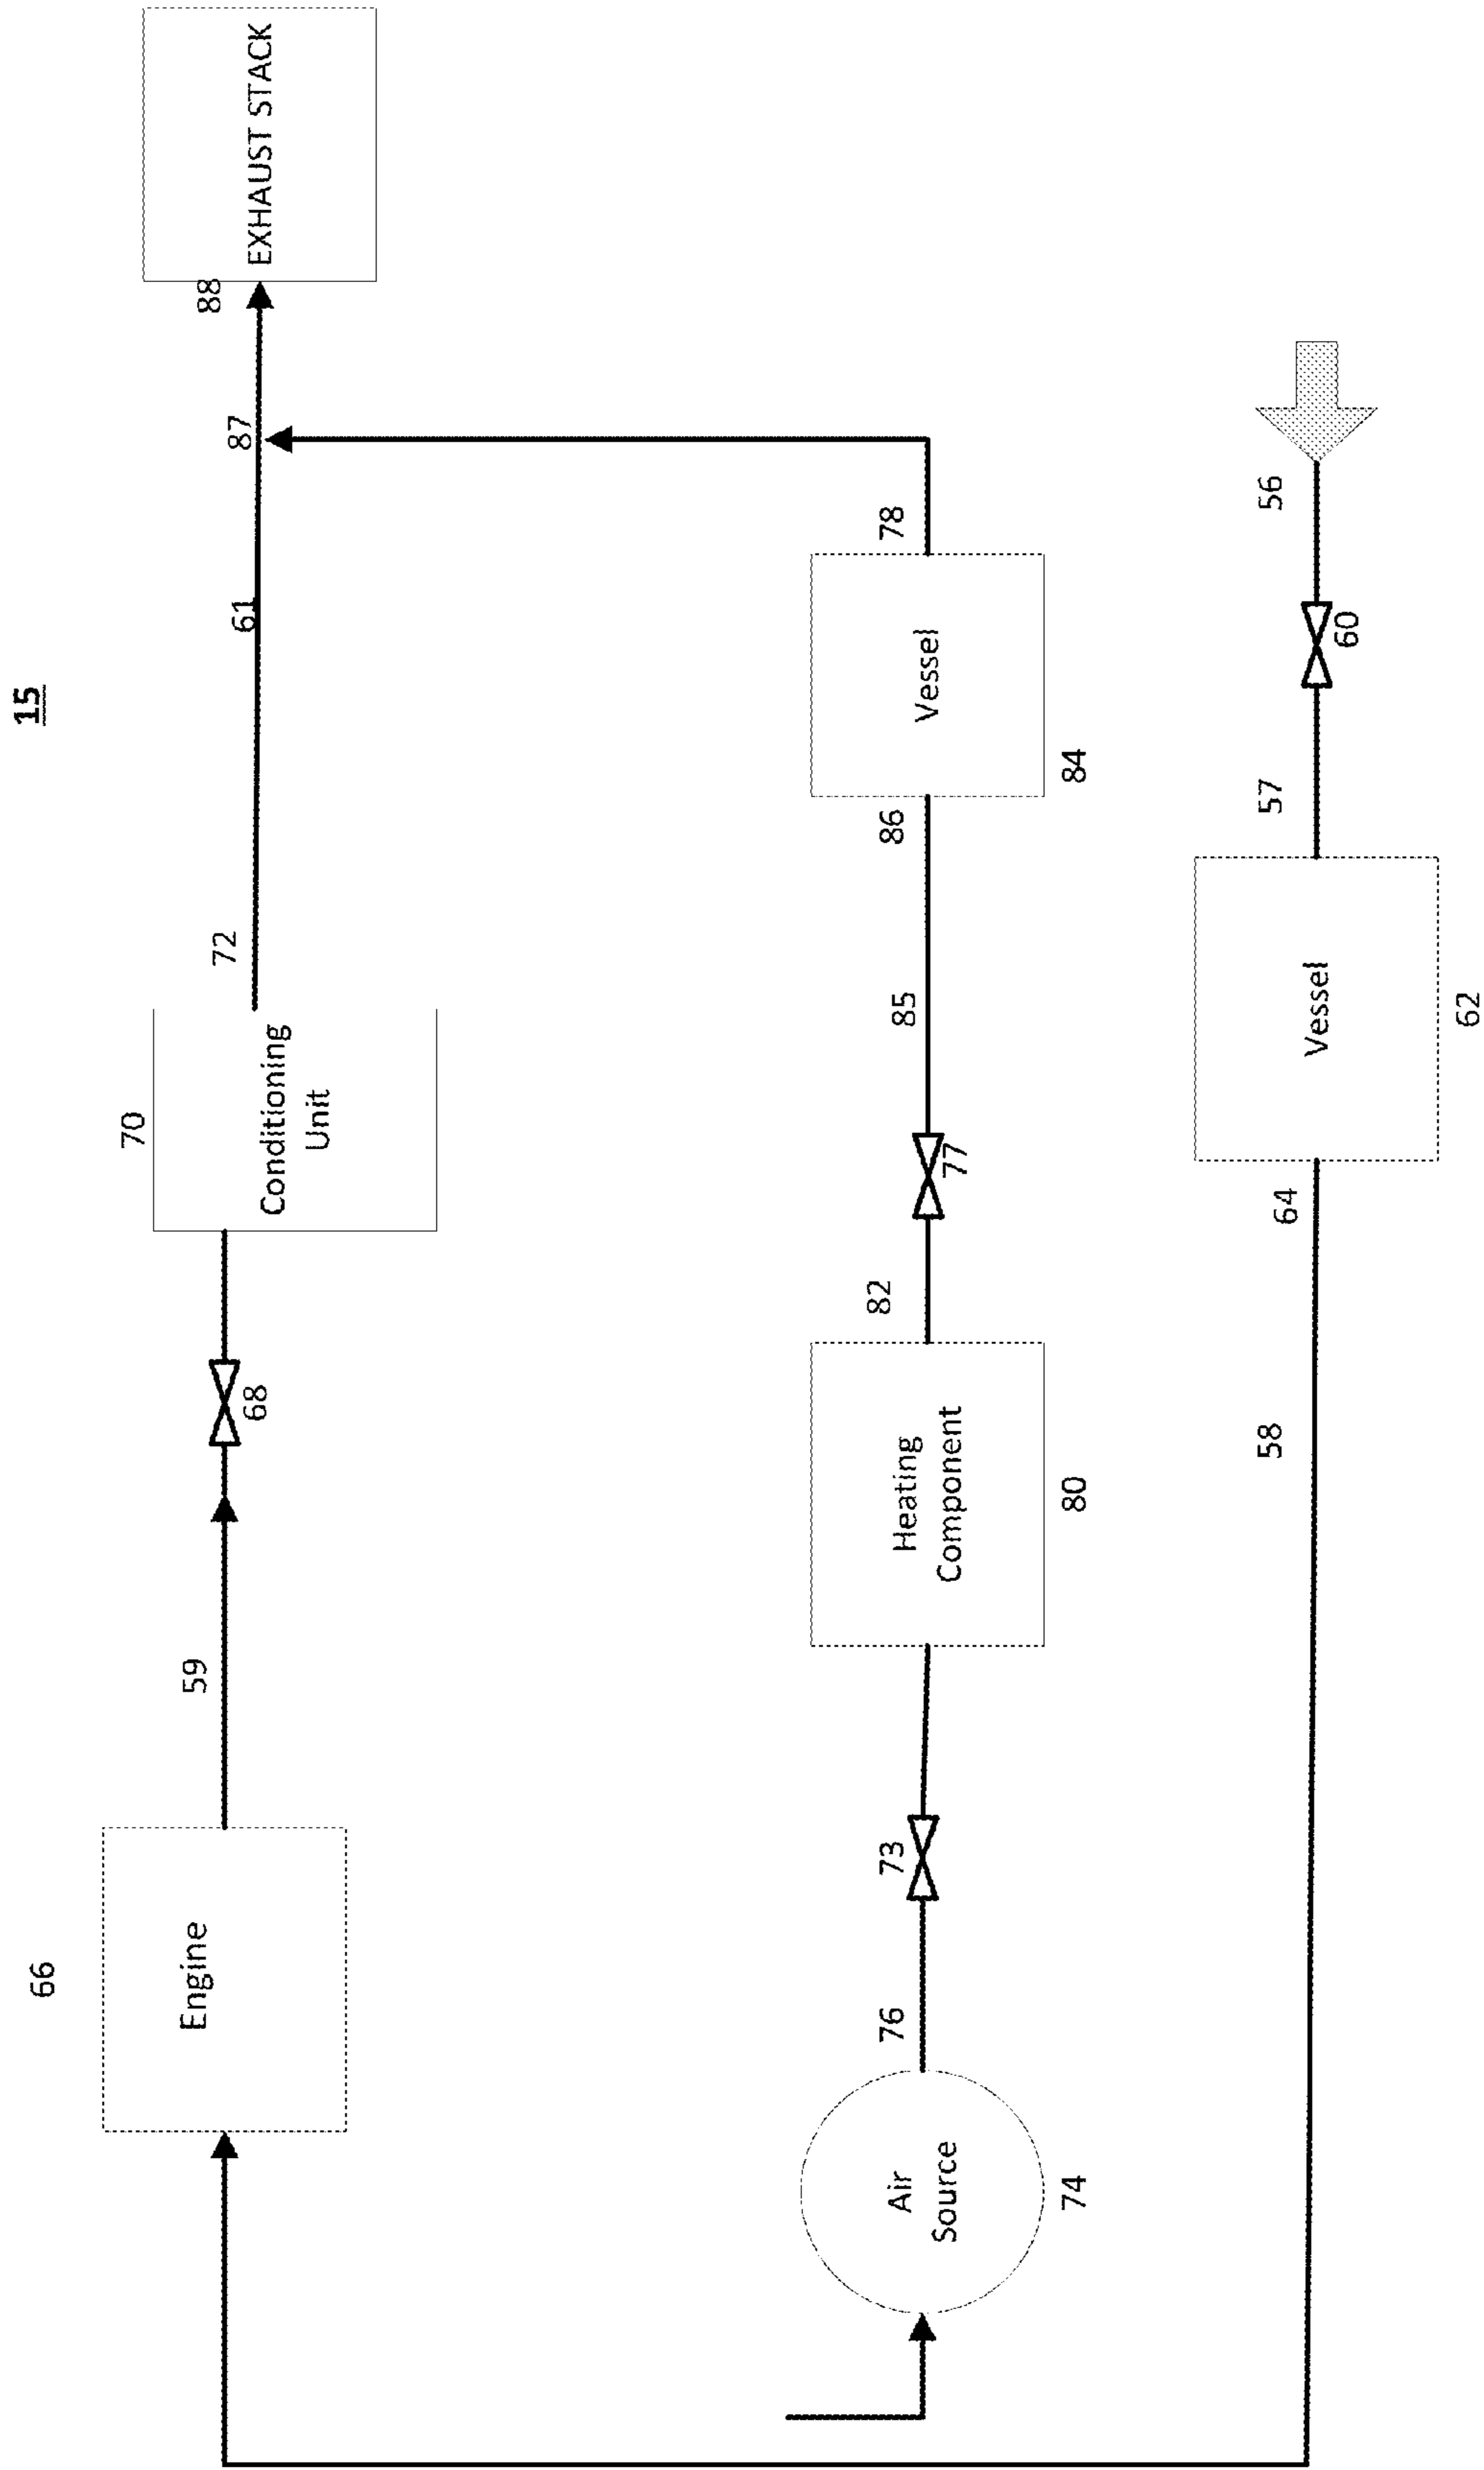 15
66
Engine
59
68
70
Conditioning
Unit
72
61
87
88
EXHAUST STACK
Air
Source
74
76
73
Heating
Component
80
82
77
85
86
Vessel
84
78
58
64
Vessel
62
57
60
56